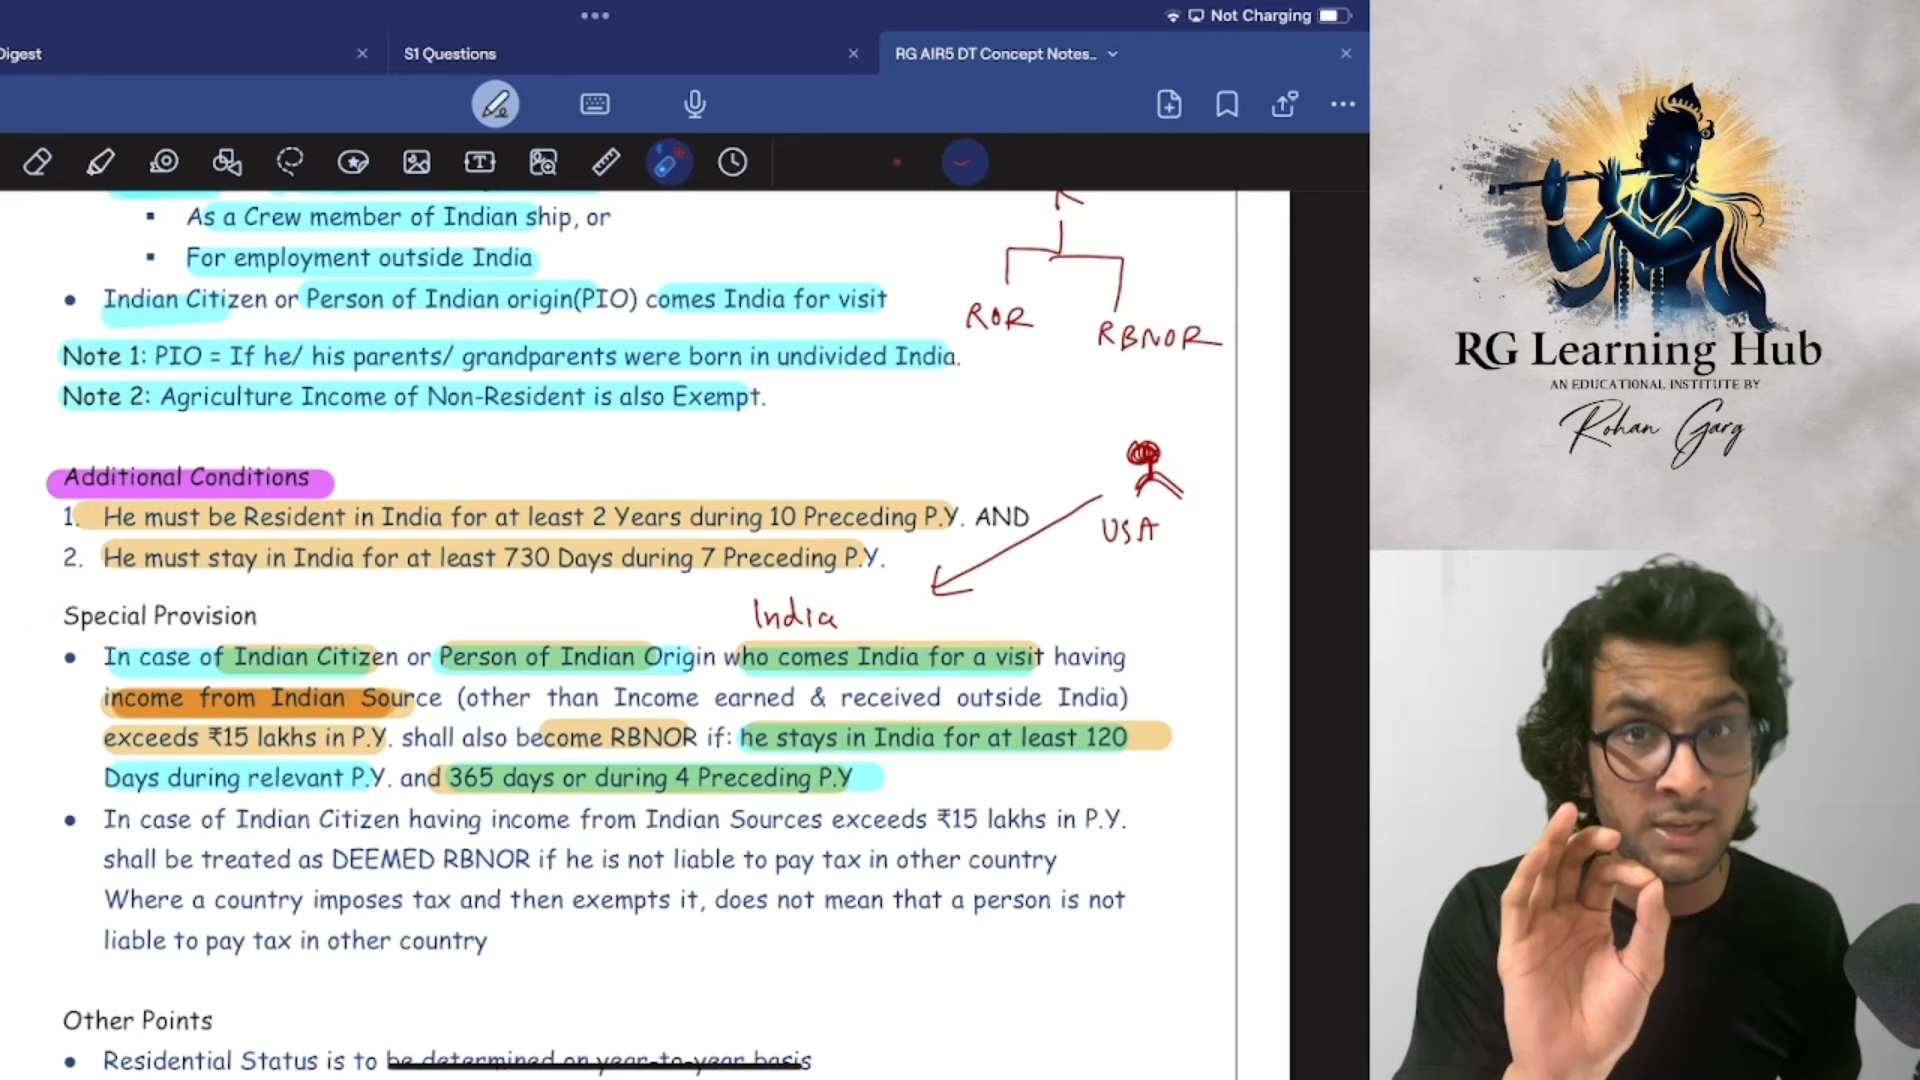 Not Charging
Digest
S1 Questions
RG AIR5 DT Concept Notes..
As a Crew member of Indian ship, or
For employment outside India
Indian Citizen or Person of Indian origin(PIO) comes India for visit
ROR
RBNOR
Note 1: PIO = If he/ his parents/ grandparents were born in undivided India.
Note 2: Agriculture Income of Non-Resident is also Exempt.
Additional Conditions
1. He must be Resident in India for at least 2 Years during 10 Preceding P.Y. AND
2. He must stay in India for at least 730 Days during 7 Preceding P.Y.
USA
India
Special Provision
In case of Indian Citizen or Person of Indian Origin who comes India for a visit having
income from Indian Source (other than Income earned & received outside India)
exceeds ₹15 lakhs in P.Y. shall also become RBNOR if: he stays in India for at least 120
Days during relevant P.Y. and 365 days or during 4 Preceding P.Y
In case of Indian Citizen having income from Indian Sources exceeds ₹15 lakhs in P.Y.
shall be treated as DEEMED RBNOR if he is not liable to pay tax in other country
Where a country imposes tax and then exempts it, does not mean that a person is not
liable to pay tax in other country
Other Points
Residential Status is to be determined on year-to-year basis
RG Learning Hub
AN EDUCATIONAL INSTITUTE BY
Rohan Garg